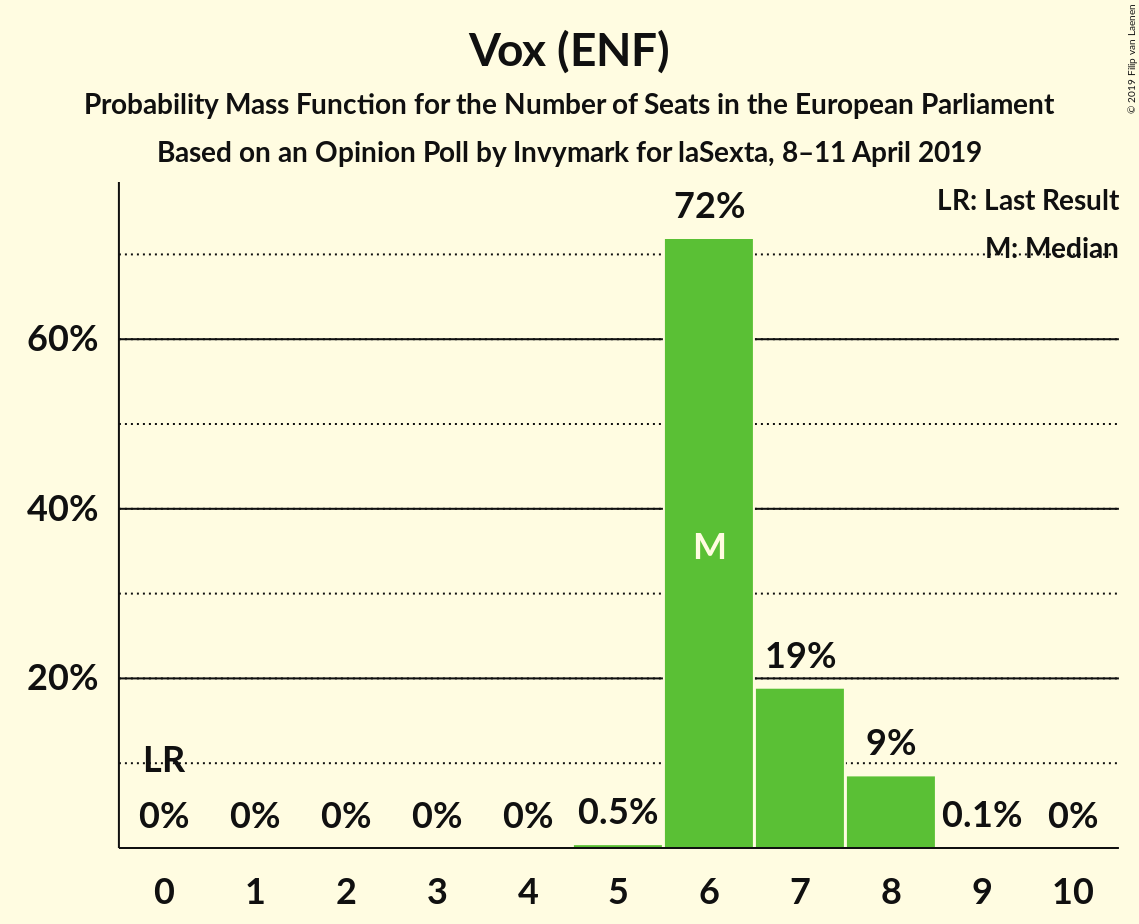 Vox (ENF)
Probability Mass Function for the Number of Seats in the European Parliament
Based on an Opinion Poll by Invymark for laSexta, 8–11 April 2019
© 2019 Filip van Laenen
LR: Last Result
M: Median
72%
60%
40%
M
20%
19%
9%
LR
0% 0% 0% 0% 0% 0.5% 0.1% 0%
0 1 2 3 4 5 6 7 8 9 10